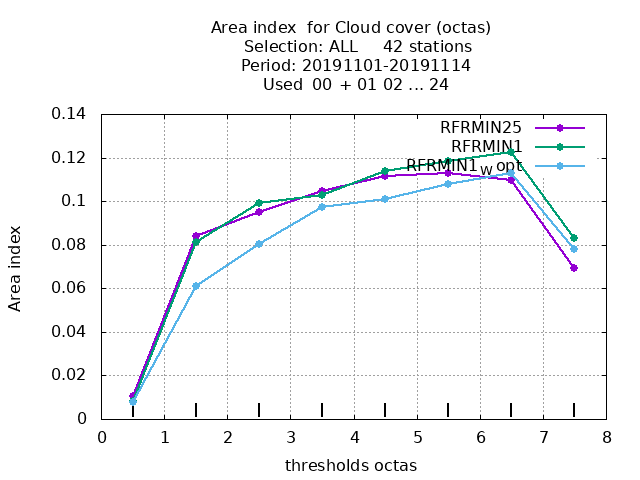 Area index  for Cloud cover (octas)
Selection: ALL     42 stations
Period: 20191101-20191114
Used  00 + 01 02 ... 24
0.14
0.12
0.1
0.08
0.06
0.04
0.02
0
Area index
RFRMIN25
RFRMIN1
RFRMIN1wopt
0 1 2 3 4 5 6 7 8
thresholds octas